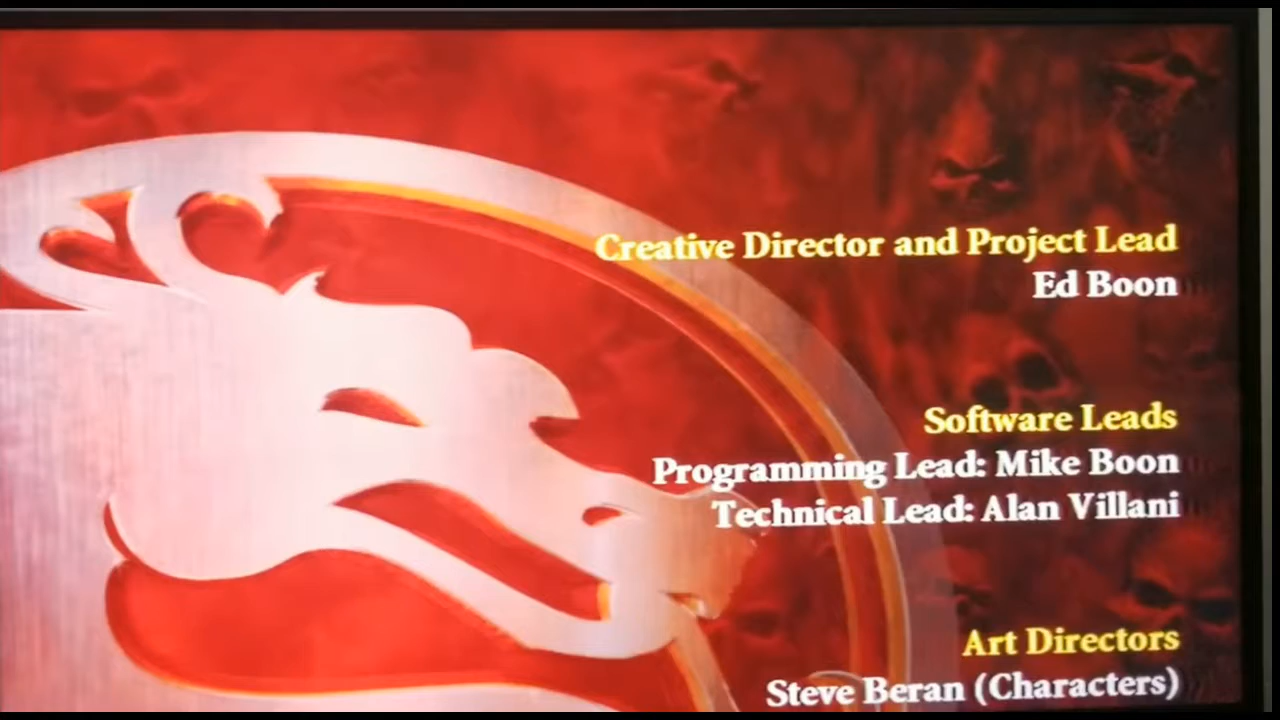 Creative Director and Project Lead
Ed Boon
Software Leads
Programming Lead: Mike Boon
Technical Lead: Alan Villani
Art Directors
Steve Beran (Characters)